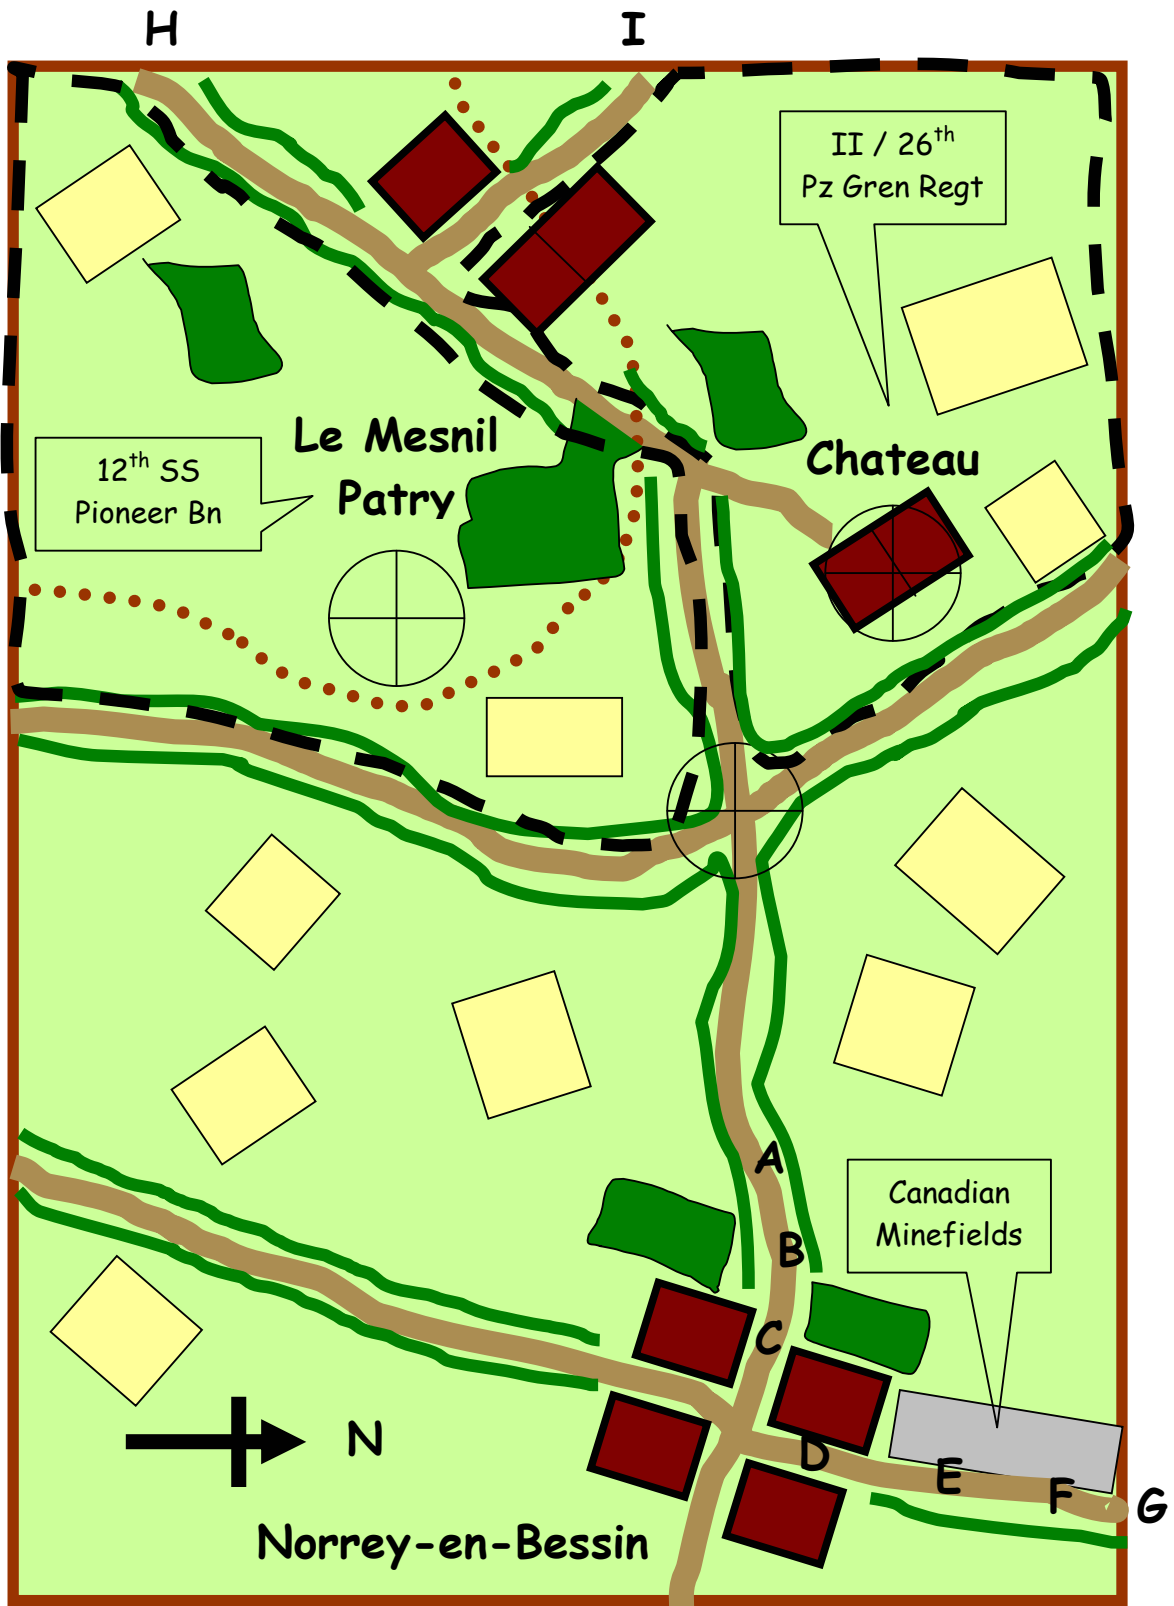 H
I
II / 26th
Pz Gren Regt
Le Mesnil
Patry
Chateau
12th SS
Pioneer Bn
A
Canadian
Minefields
B
C
N
D
E
F
G
Norrey-en-Bessin